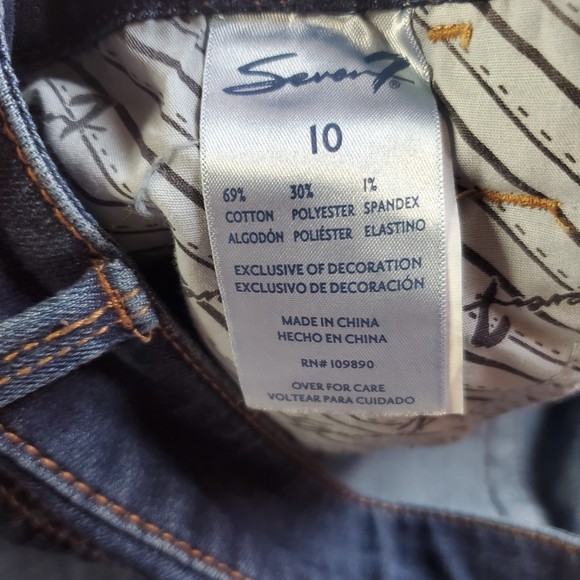 Seven7®
10
69% 30% 1%
COTTON POLYESTER SPANDEX
ALGODÓN POLIÉSTER ELASTINO
EXCLUSIVE OF DECORATION
EXCLUSIVO DE DECORACIÓN
MADE IN CHINA
HECHO EN CHINA
RN# 109890
OVER FOR CARE
VOLTEAR PARA CUIDADO